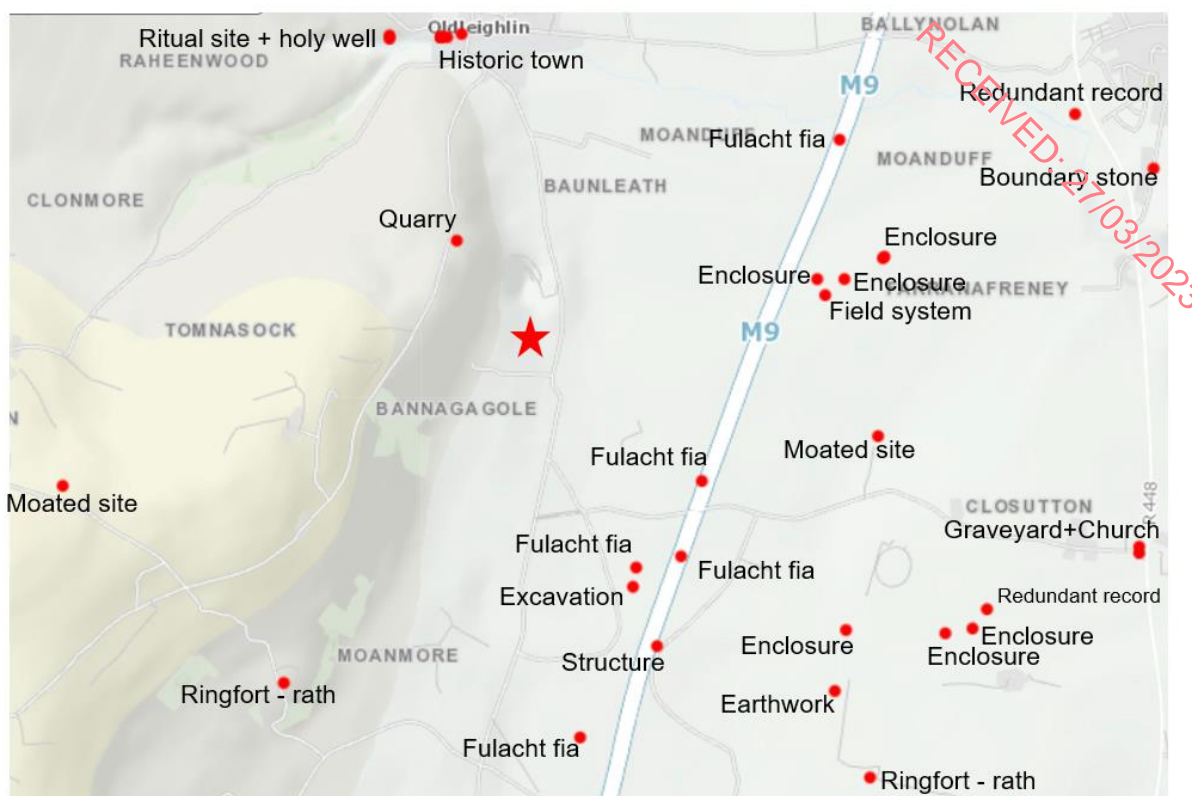 Oldleighlin
BALLYNOLAN
Ritual site + holy well
RAHEENWOOD
Historic town
M9
RECEIVED: 27/03/2023
Redundant record
MOANDUFF
Fulacht fia
MOANDUFF
Boundary stone
BAUNLEATH
CLONMORE
Quarry
Enclosure
Enclosure
Enclosure
FARRANAFRENEY
Field system
TOMNASOCK
M9
BANNAGAGOLE
N
Moated site
Fulacht fia
Moated site
CLOSUTTON
R448
Graveyard+Church
Fulacht fia
Fulacht fia
Excavation
Redundant record
Enclosure
Enclosure
Enclosure
MOANMORE
Structure
Ringfort - rath
Earthwork
Fulacht fia
Ringfort - rath